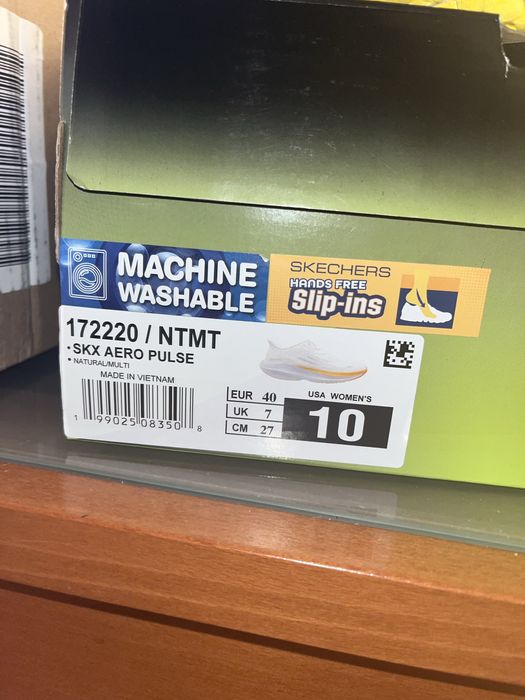 MACHINE
WASHABLE
SKECHERS
HANDS FREE
Slip-ins
172220 / NTMT
• SKX AERO PULSE
• NATURAL/MULTI
MADE IN VIETNAM
1 99025 08350 8
EUR 40
UK 7
CM 27
USA WOMEN'S
10